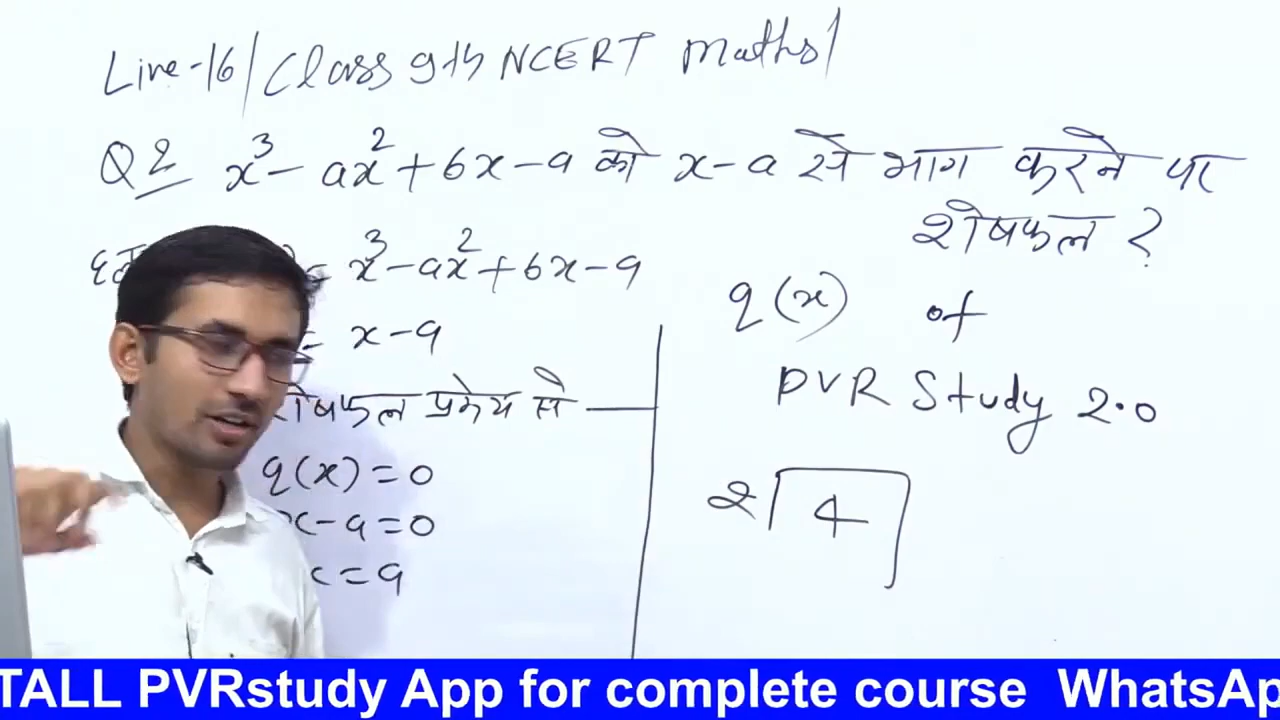 Live-16/Class 9th NCERT Maths/
Q2 x³ - ax² + 6x - a को x-a से भाग करने पर
शेषफल ?
= x³ - ax² + 6x - a
= x - a
शेषफल प्रमेय से
q(x) = 0
x - a = 0
x = a
q(x) of
PVR Study 2.0
2 4
TALL PVRstudy App for complete course WhatsAp